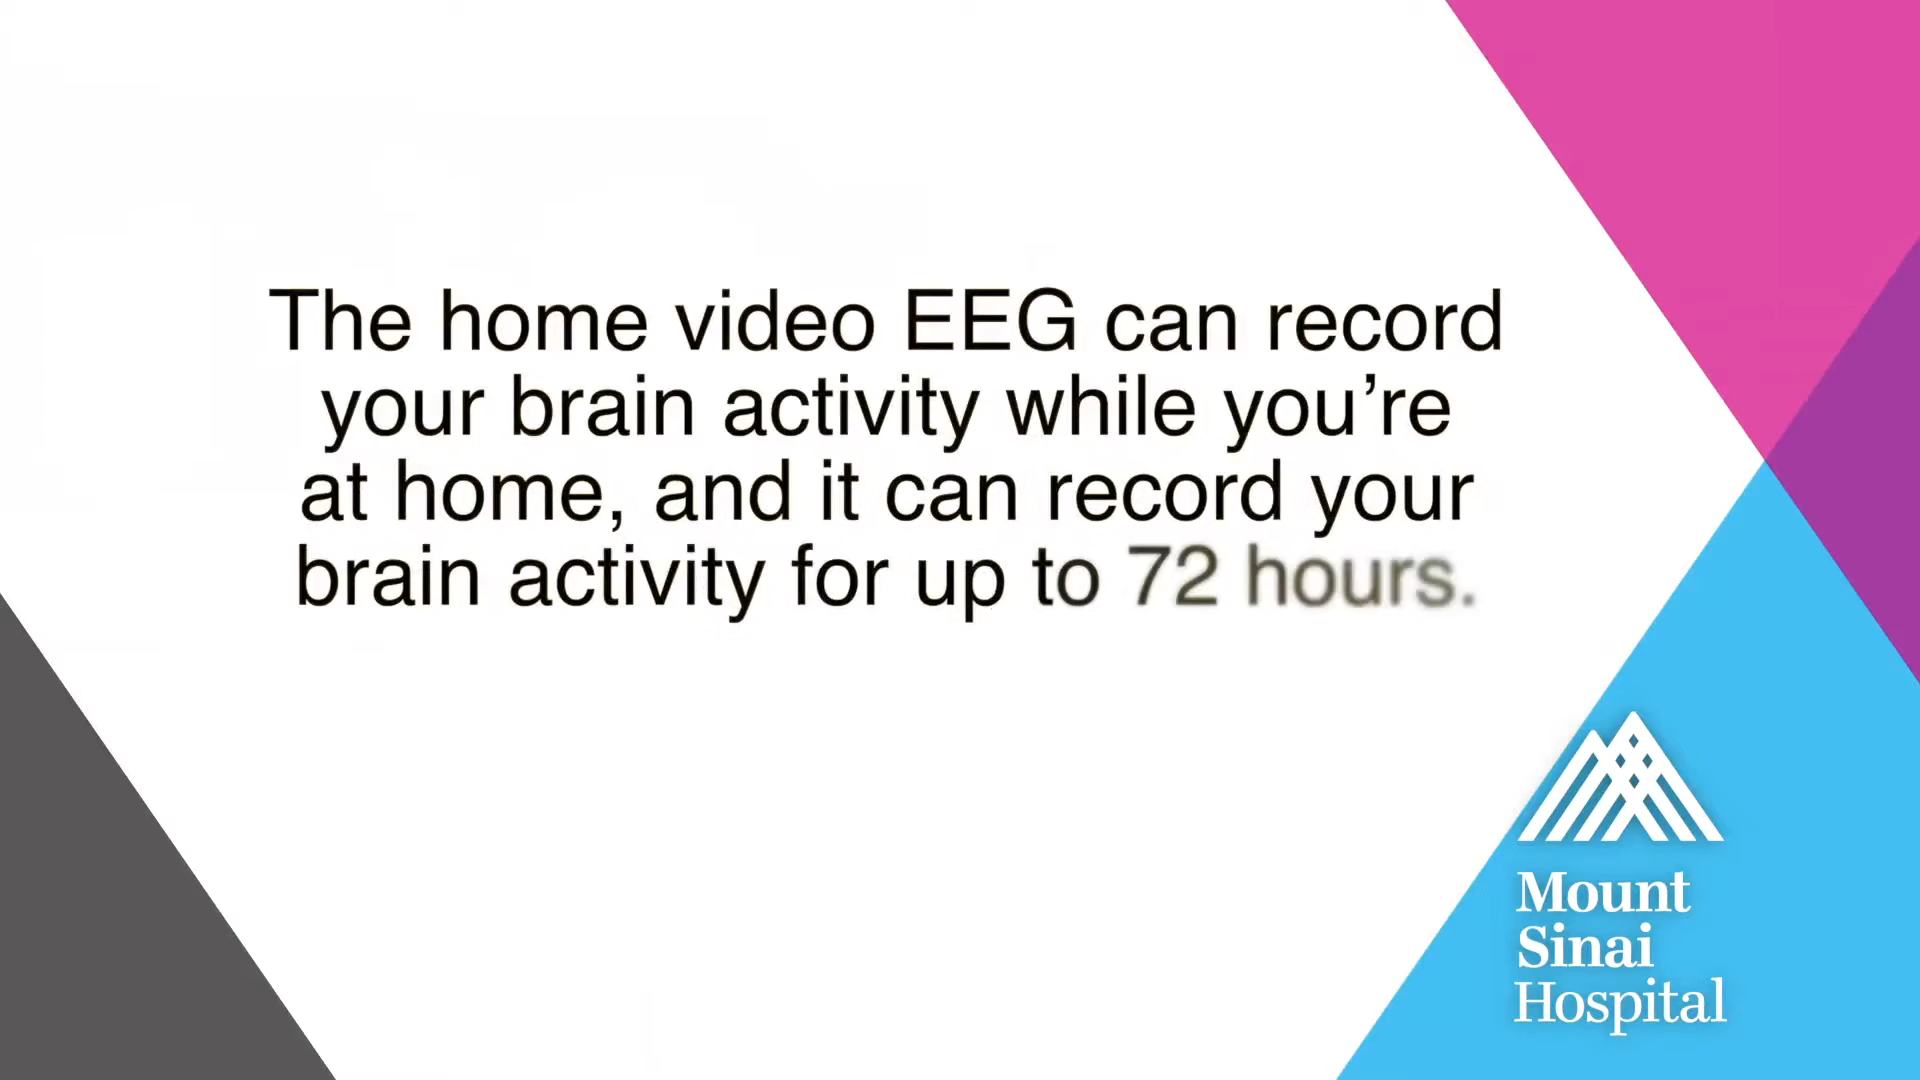 The home video EEG can record
your brain activity while you’re
at home, and it can record your
brain activity for up to 72 hours.
Mount
Sinai
Hospital